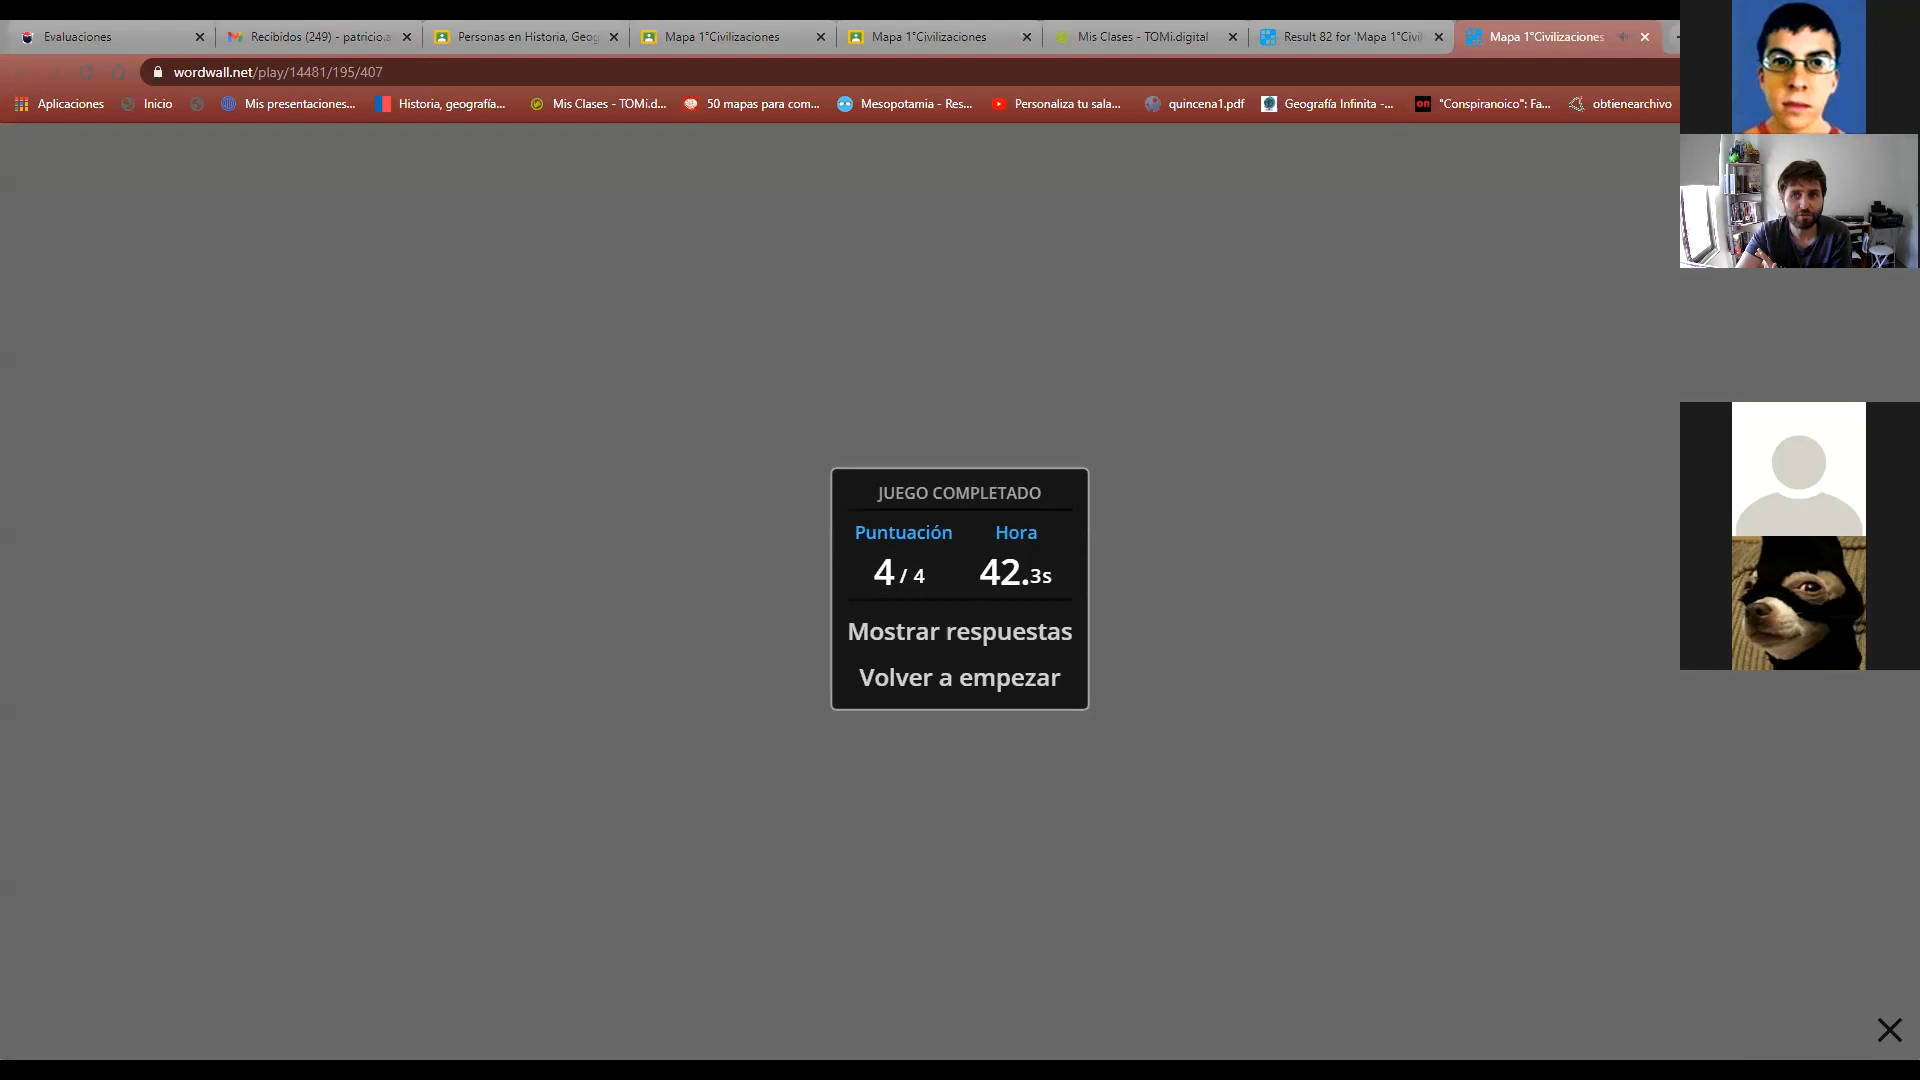 Evaluaciones
Recibidos (249) - patricio.a
Personas en Historia, Geog
Mapa 1°Civilizaciones
Mapa 1°Civilizaciones
Mis Clases - TOMi.digital
Result 82 for 'Mapa 1°Civi
Mapa 1°Civilizaciones
wordwall.net/play/14481/195/407
Aplicaciones
Inicio
Mis presentaciones...
Historia, geografía...
Mis Clases - TOMi.d...
50 mapas para com...
Mesopotamia - Res...
Personaliza tu sala...
quincena1.pdf
Geografía Infinita -...
on
"Conspiranoico": Fa...
obtienearchivo
JUEGO COMPLETADO
Puntuación Hora
4 / 4 42.3s
Mostrar respuestas
Volver a empezar